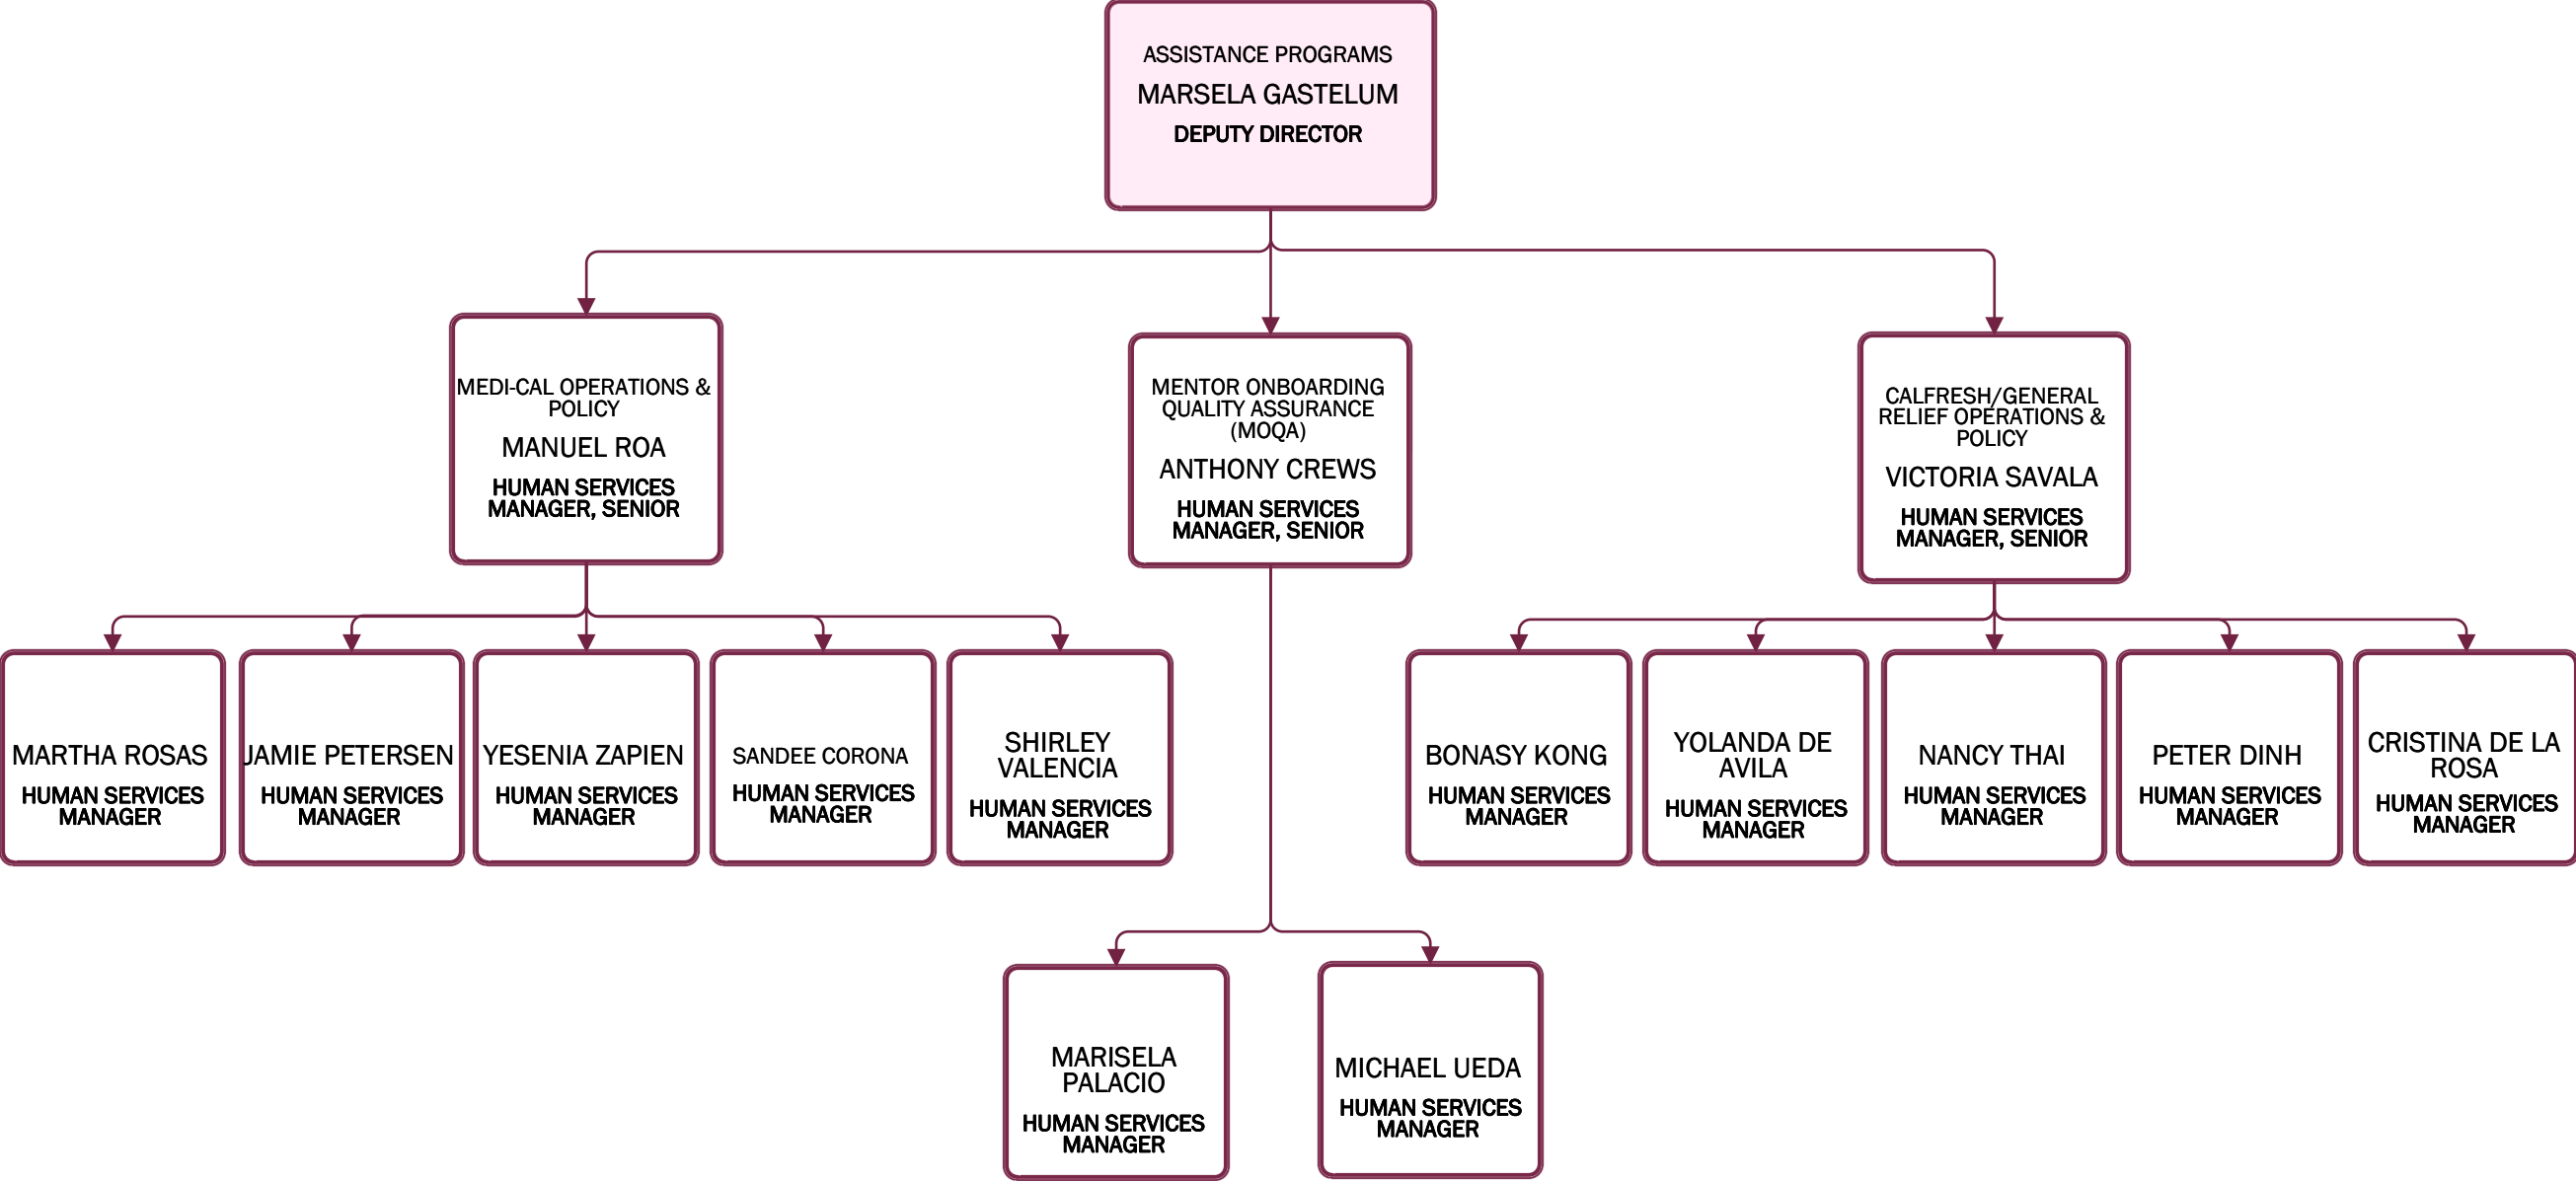 ASSISTANCE PROGRAMS
MARSELA GASTELUM
DEPUTY DIRECTOR
MEDI-CAL OPERATIONS &
POLICY
MANUEL ROA
HUMAN SERVICES
MANAGER, SENIOR
MENTOR ONBOARDING
QUALITY ASSURANCE
(MOQA)
ANTHONY CREWS
HUMAN SERVICES
MANAGER, SENIOR
CALFRESH/GENERAL
RELIEF OPERATIONS &
POLICY
VICTORIA SAVALA
HUMAN SERVICES
MANAGER, SENIOR
MARTHA ROSAS
HUMAN SERVICES
MANAGER
JAMIE PETERSEN
HUMAN SERVICES
MANAGER
YESENIA ZAPIEN
HUMAN SERVICES
MANAGER
SANDEE CORONA
HUMAN SERVICES
MANAGER
SHIRLEY
VALENCIA
HUMAN SERVICES
MANAGER
BONASY KONG
HUMAN SERVICES
MANAGER
YOLANDA DE
AVILA
HUMAN SERVICES
MANAGER
NANCY THAI
HUMAN SERVICES
MANAGER
PETER DINH
HUMAN SERVICES
MANAGER
CRISTINA DE LA
ROSA
HUMAN SERVICES
MANAGER
MARISELA
PALACIO
HUMAN SERVICES
MANAGER
MICHAEL UEDA
HUMAN SERVICES
MANAGER